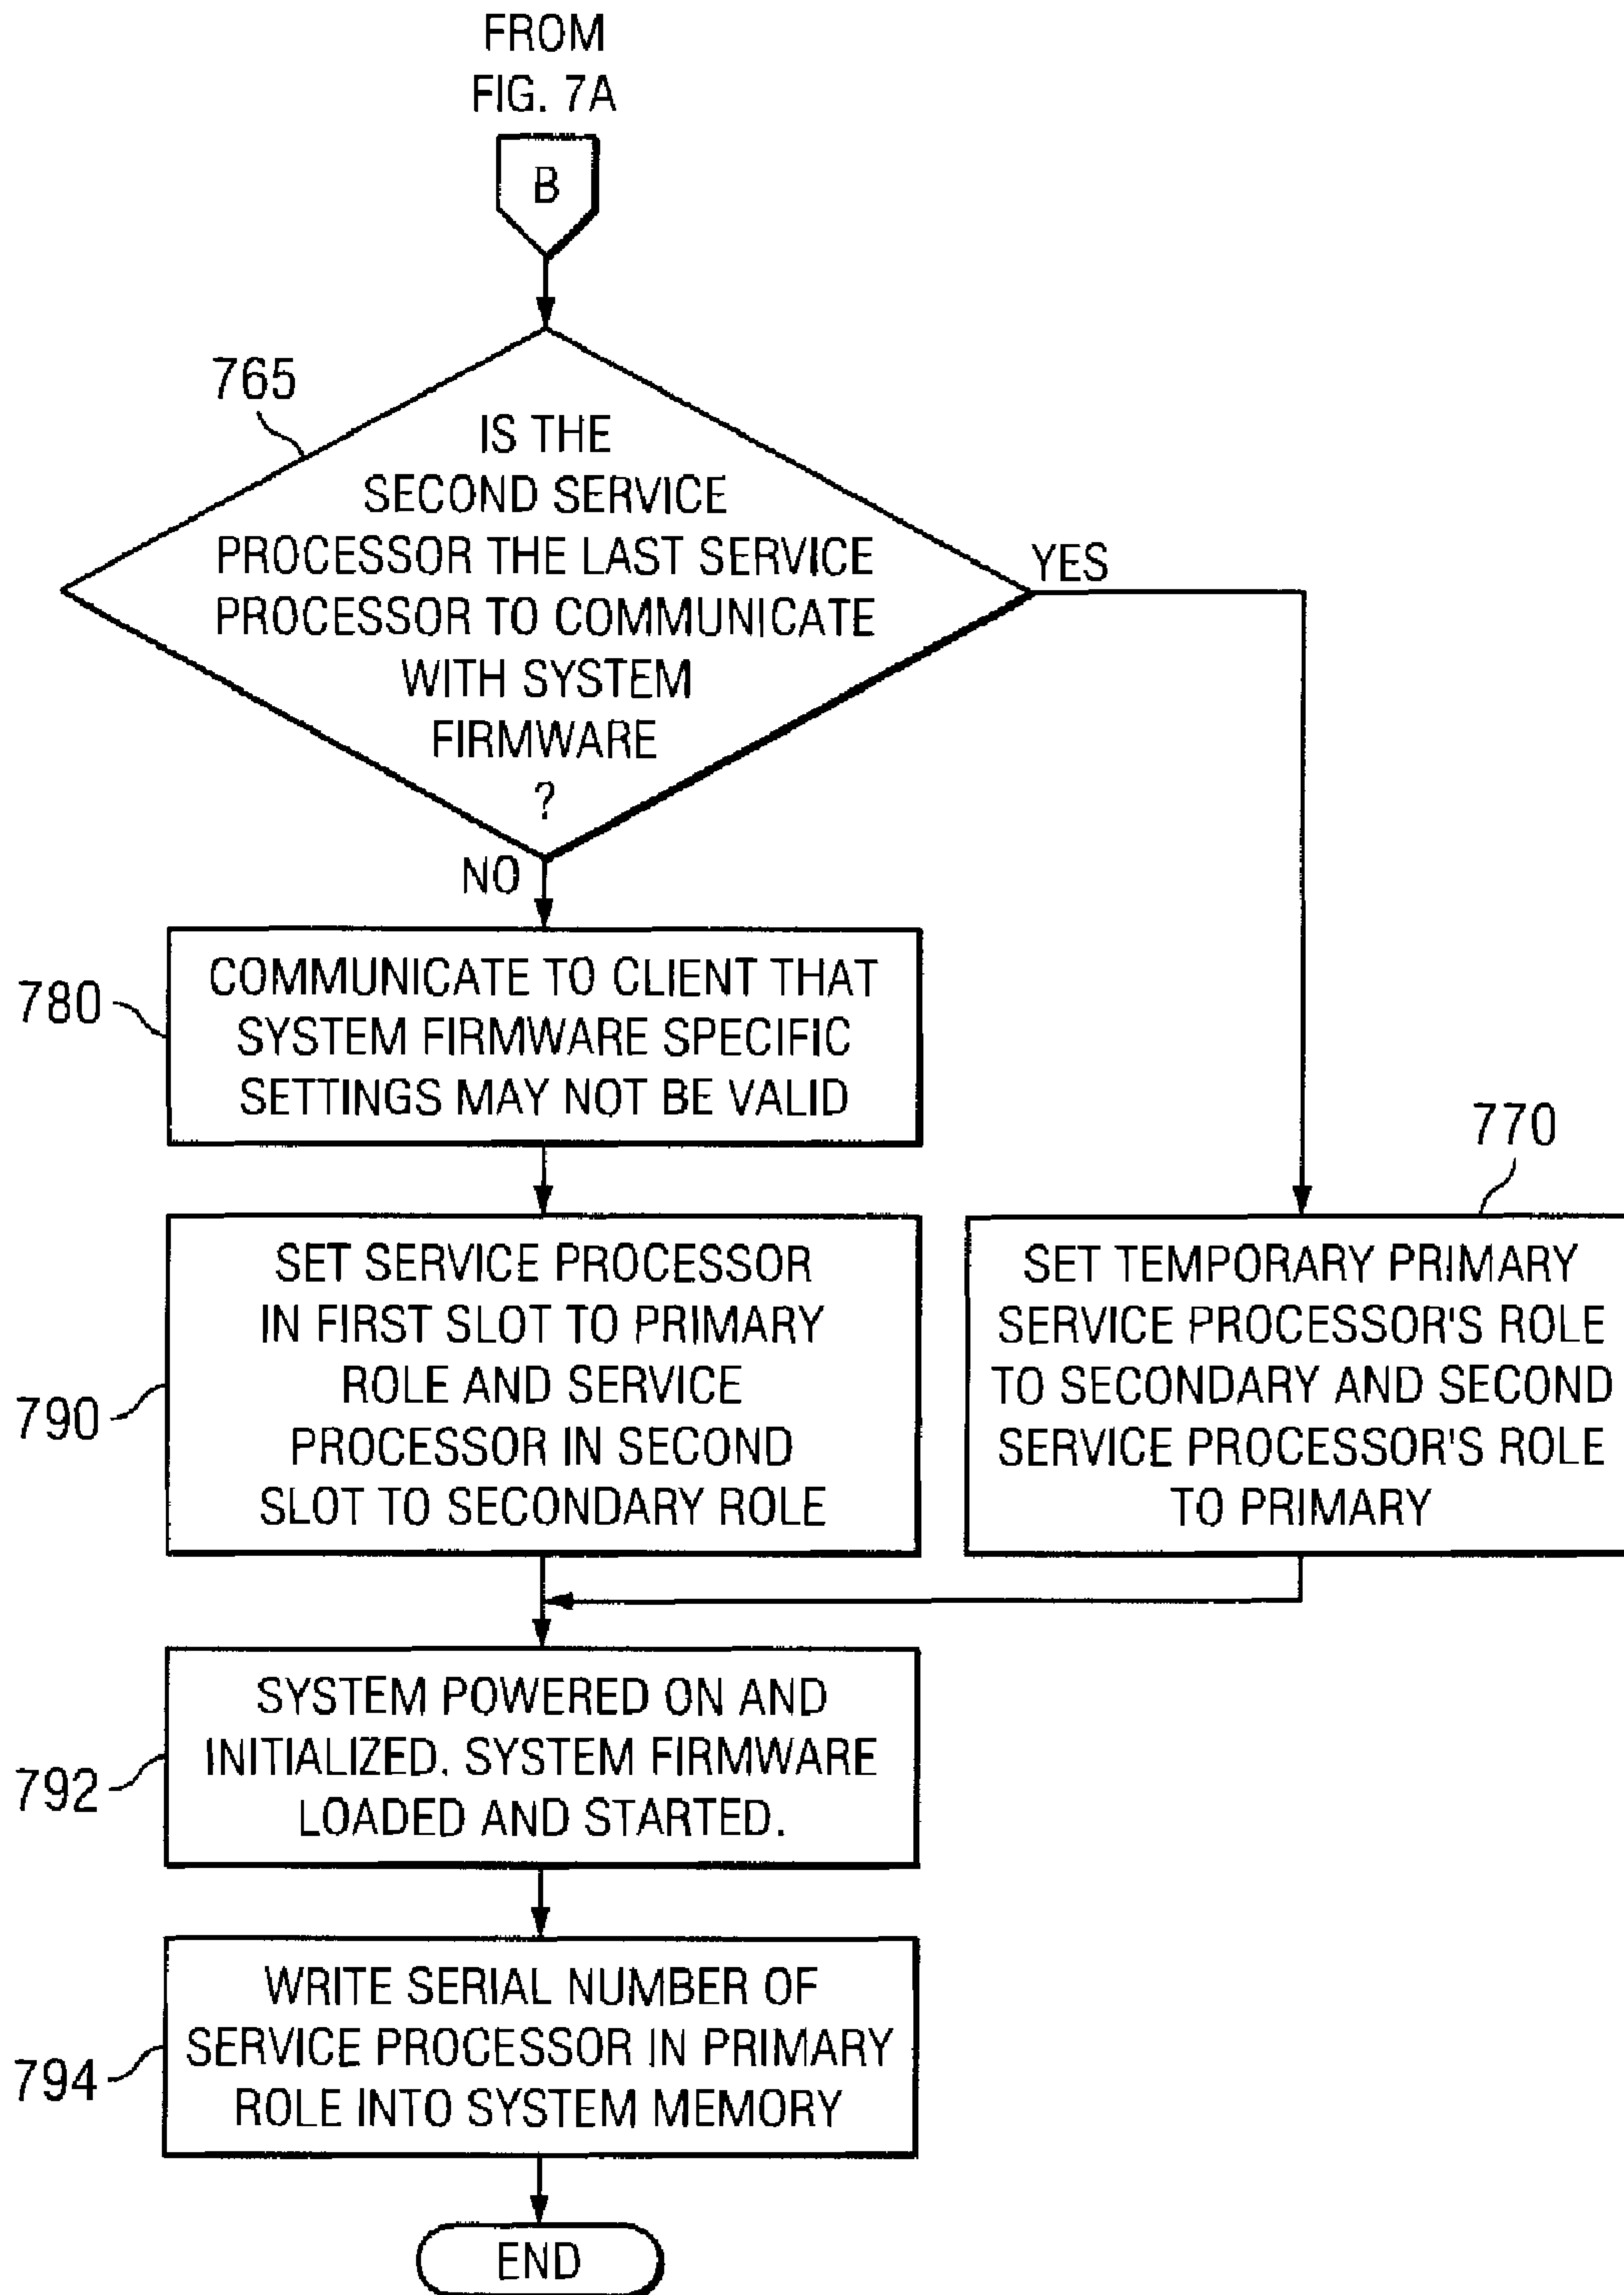 FROM
FIG. 7A
B
765
IS THE
SECOND SERVICE
PROCESSOR THE LAST SERVICE
PROCESSOR TO COMMUNICATE
WITH SYSTEM
FIRMWARE
?
YES
NO
780
COMMUNICATE TO CLIENT THAT
SYSTEM FIRMWARE SPECIFIC
SETTINGS MAY NOT BE VALID
770
790
SET SERVICE PROCESSOR
IN FIRST SLOT TO PRIMARY
ROLE AND SERVICE
PROCESSOR IN SECOND
SLOT TO SECONDARY ROLE
SET TEMPORARY PRIMARY
SERVICE PROCESSOR'S ROLE
TO SECONDARY AND SECOND
SERVICE PROCESSOR'S ROLE
TO PRIMARY
792
SYSTEM POWERED ON AND
INITIALIZED. SYSTEM FIRMWARE
LOADED AND STARTED.
794
WRITE SERIAL NUMBER OF
SERVICE PROCESSOR IN PRIMARY
ROLE INTO SYSTEM MEMORY
END